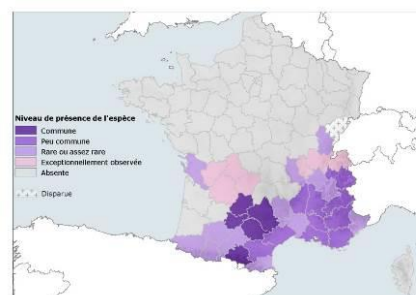 Niveau de présence de l'espèce
Commune
Peu commune
Rare ou assez rare
Exceptionnellement observée
Absente
Disparue